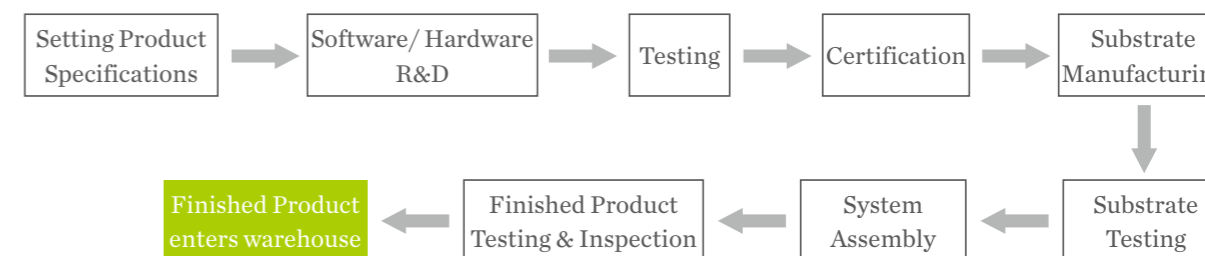 Setting Product
Specifications
Software/ Hardware
R&D
Testing
Certification
Substrate
Manufacturin
Substrate
Testing
System
Assembly
Finished Product
Testing & Inspection
Finished Product
enters warehouse